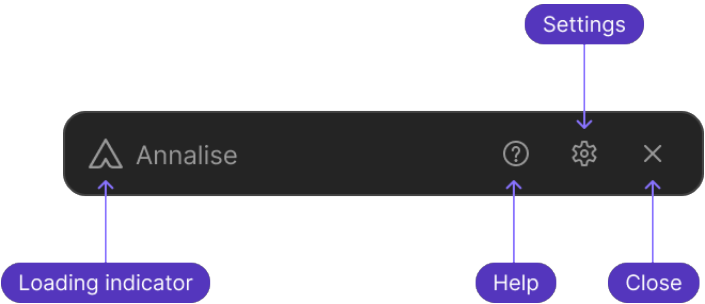 Settings
Annalise
Loading indicator
Help
Close